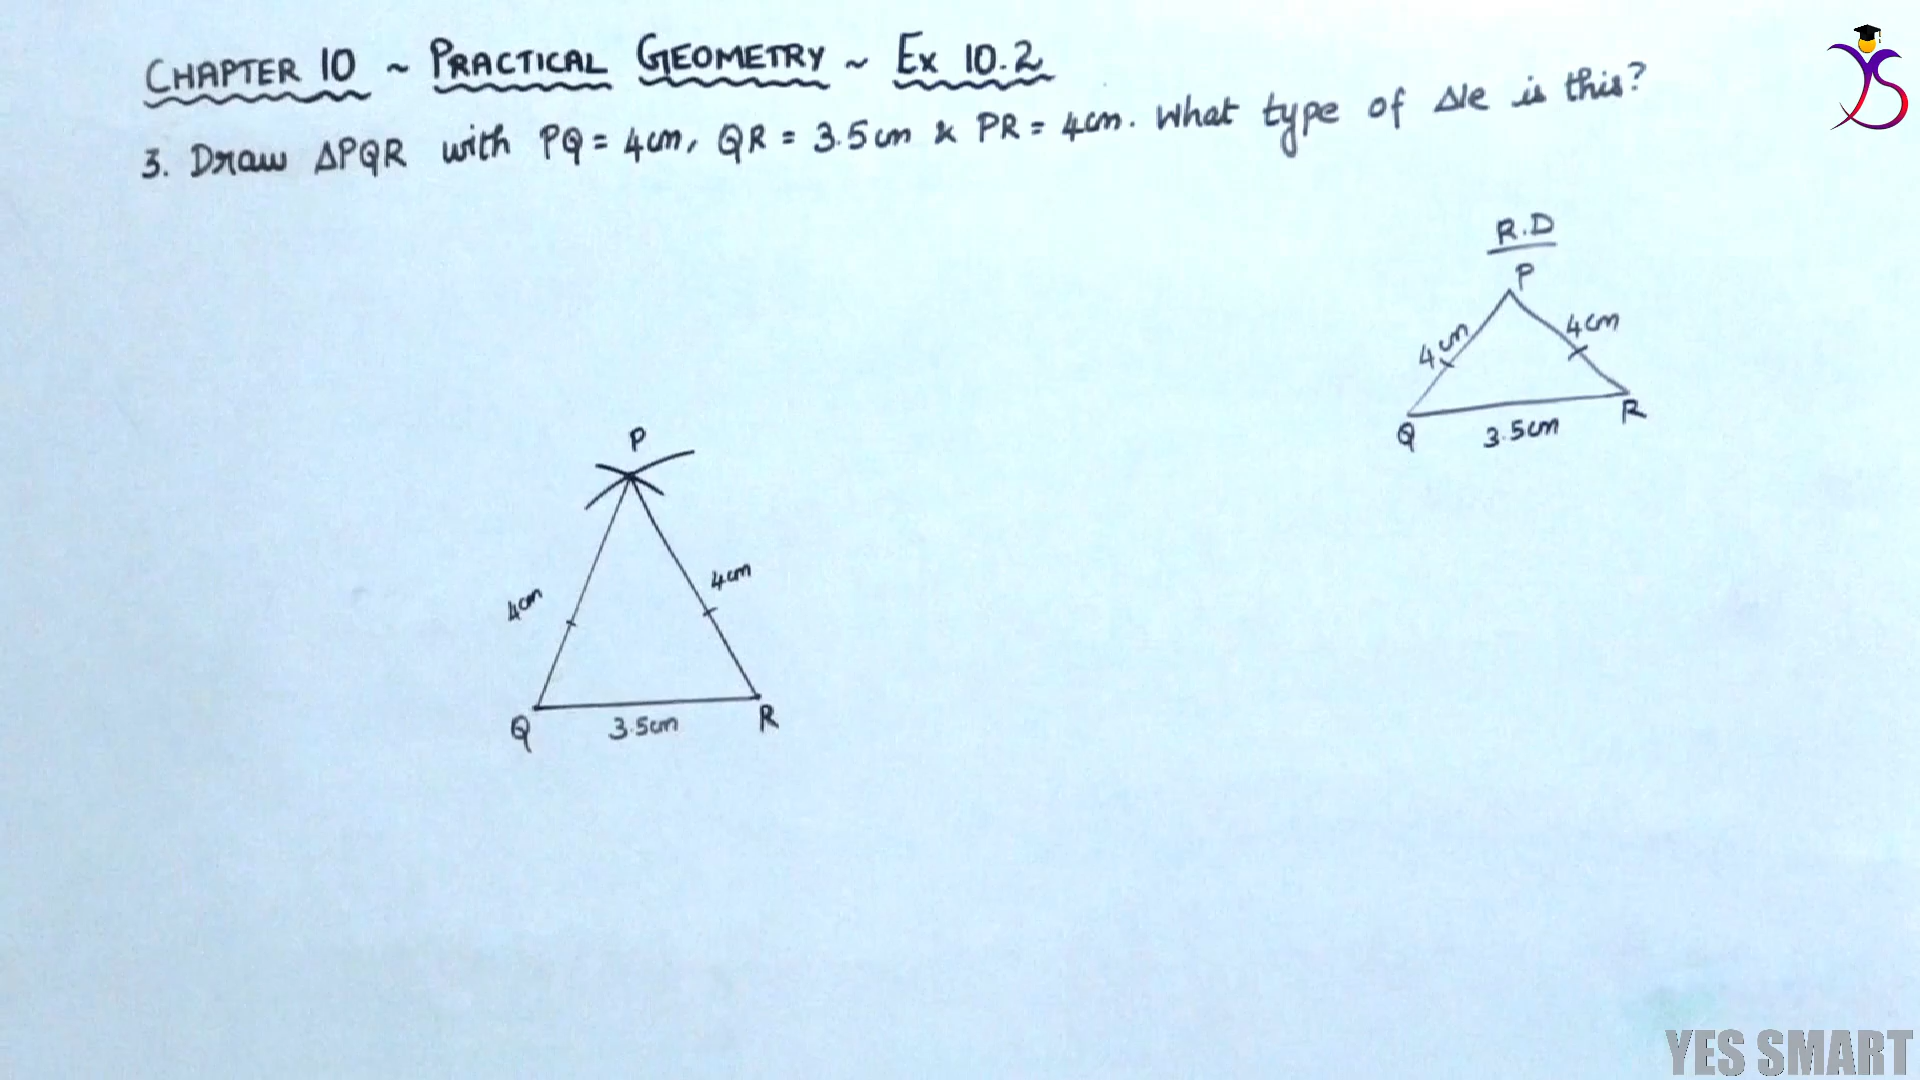 CHAPTER 10 ~ PRACTICAL GEOMETRY ~ Ex 10.2
3. Draw ΔPQR with PQ = 4cm, QR = 3.5cm & PR = 4cm. What type of Δle is this?
R.D
P
4cm
4cm
Q
R
3.5cm
P
4cm
4cm
Q
R
3.5cm
YS
YES SMART